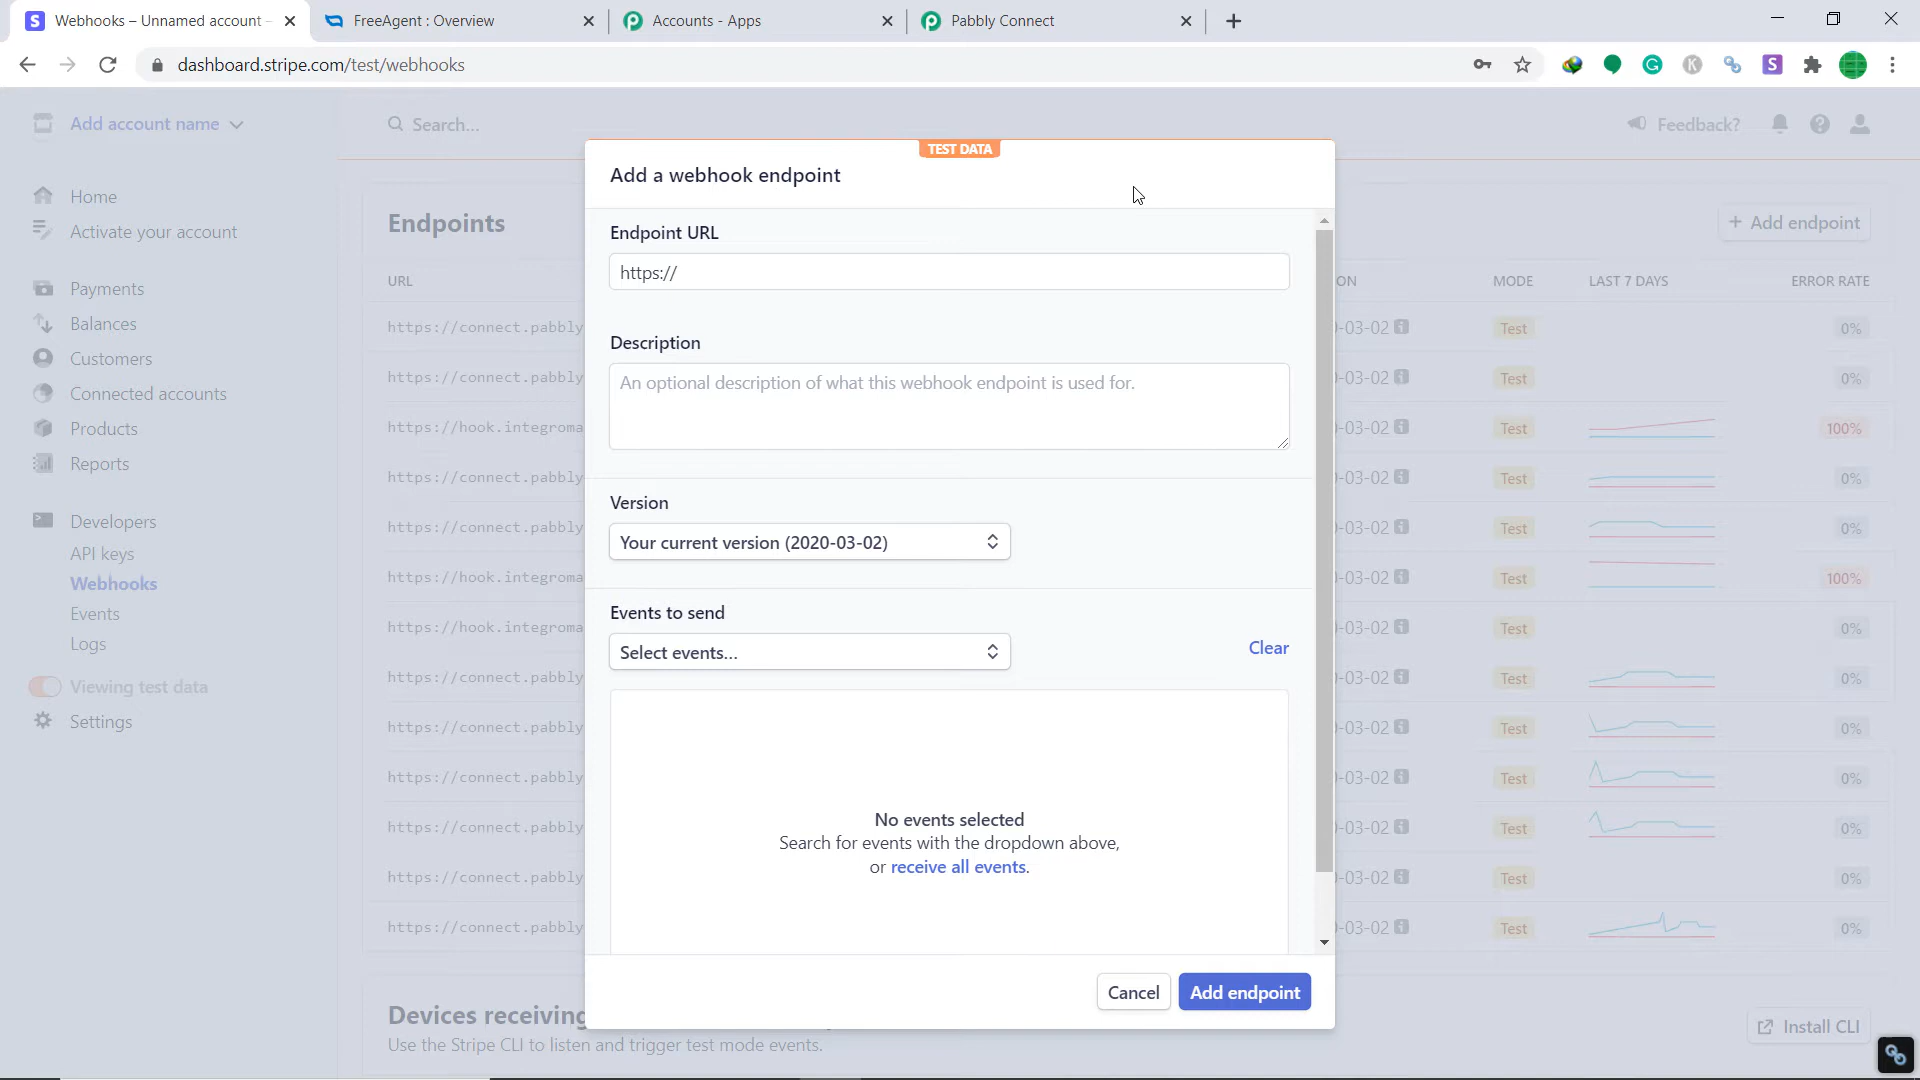 Webhooks – Unnamed account -
FreeAgent : Overview
Accounts - Apps
Pabbly Connect
dashboard.stripe.com/test/webhooks
Add account name
Search...
Feedback?
Home
Activate your account
Payments
Balances
Customers
Connected accounts
Products
Reports
Developers
API keys
Webhooks
Events
Logs
Viewing test data
Settings
Endpoints
+ Add endpoint
URL
ON
MODE
LAST 7 DAYS
ERROR RATE
https://connect.pabbly
-03-02
Test
0%
https://connect.pabbly
-03-02
Test
0%
https://hook.integroma
-03-02
Test
100%
https://connect.pabbly
-03-02
Test
0%
https://connect.pabbly
-03-02
Test
0%
https://hook.integroma
-03-02
Test
100%
https://hook.integroma
-03-02
Test
0%
https://connect.pabbly
-03-02
Test
0%
https://connect.pabbly
-03-02
Test
0%
https://connect.pabbly
-03-02
Test
0%
https://connect.pabbly
-03-02
Test
0%
https://connect.pabbly
-03-02
Test
0%
https://connect.pabbly
-03-02
Test
0%
Devices receiving
Use the Stripe CLI to listen and trigger test mode events.
Install CLI
TEST DATA
Add a webhook endpoint
Endpoint URL
https://
Description
An optional description of what this webhook endpoint is used for.
Version
Your current version (2020-03-02)
Events to send
Select events...
Clear
No events selected
Search for events with the dropdown above,
or receive all events.
Cancel
Add endpoint